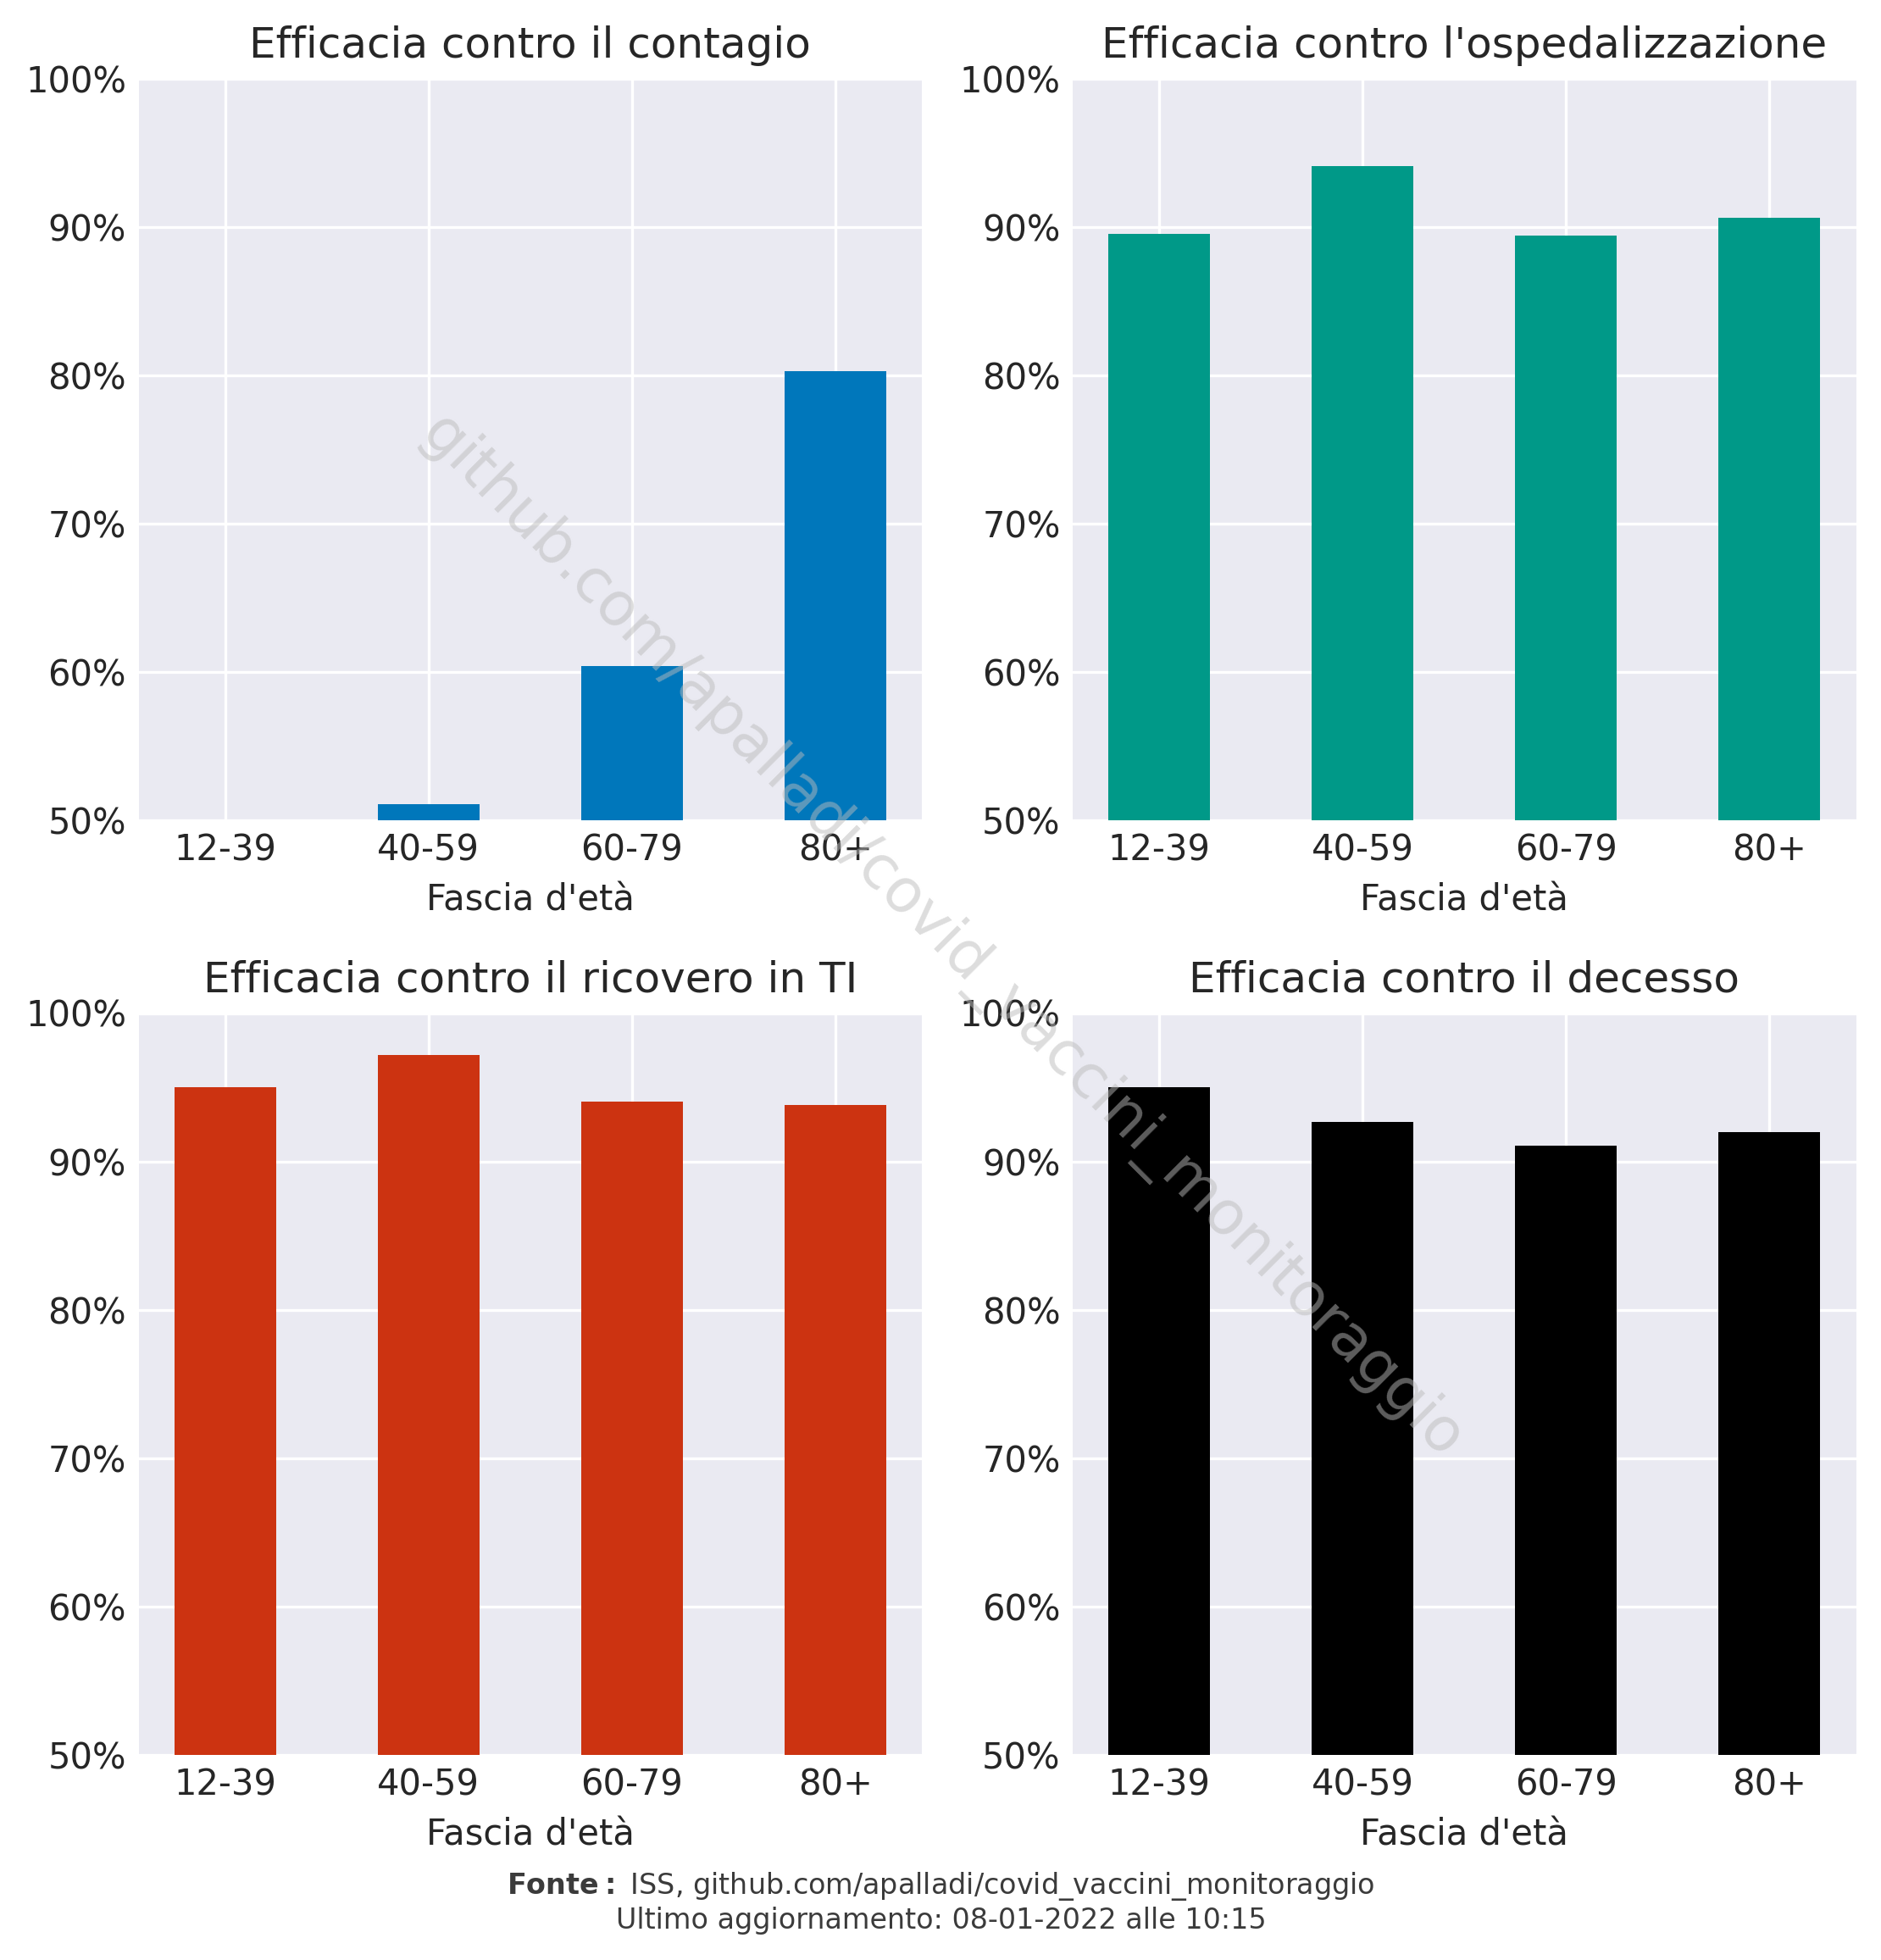 Efficacia contro il contagio
100%
90%
80%
70%
60%
50%
12-39 40-59 60-79 80+
Fascia d'età
Efficacia contro l'ospedalizzazione
100%
90%
80%
70%
60%
50%
12-39 40-59 60-79 80+
Fascia d'età
Efficacia contro il ricovero in TI
100%
90%
80%
70%
60%
50%
12-39 40-59 60-79 80+
Fascia d'età
Efficacia contro il decesso
100%
90%
80%
70%
60%
50%
12-39 40-59 60-79 80+
Fascia d'età
github.com/apalladi/covid_vaccini_monitoraggio
Fonte: ISS, github.com/apalladi/covid_vaccini_monitoraggio
Ultimo aggiornamento: 08-01-2022 alle 10:15